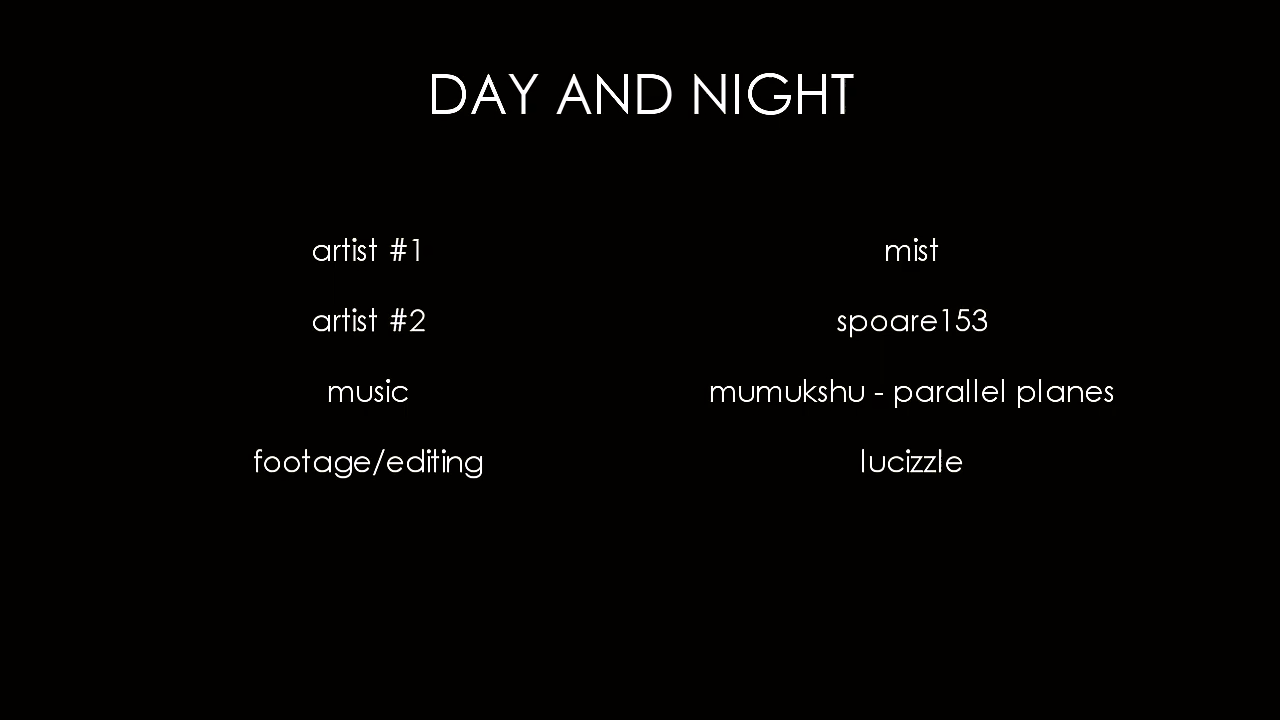 DAY AND NIGHT
artist #1 mist
artist #2 spoare153
music mumukshu - parallel planes
footage/editing lucizzle